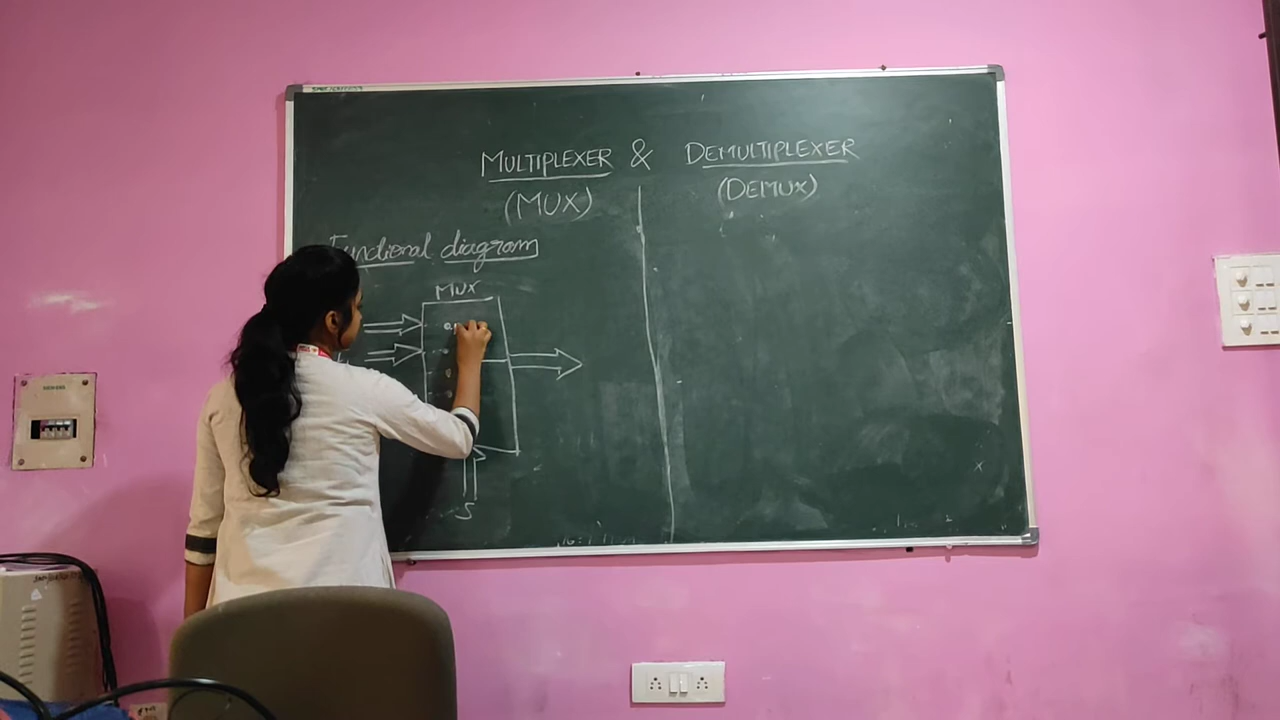 MULTIPLEXER & DEMULTIPLEXER
(MUX) (DEMUX)
Functional diagram
MUX
S